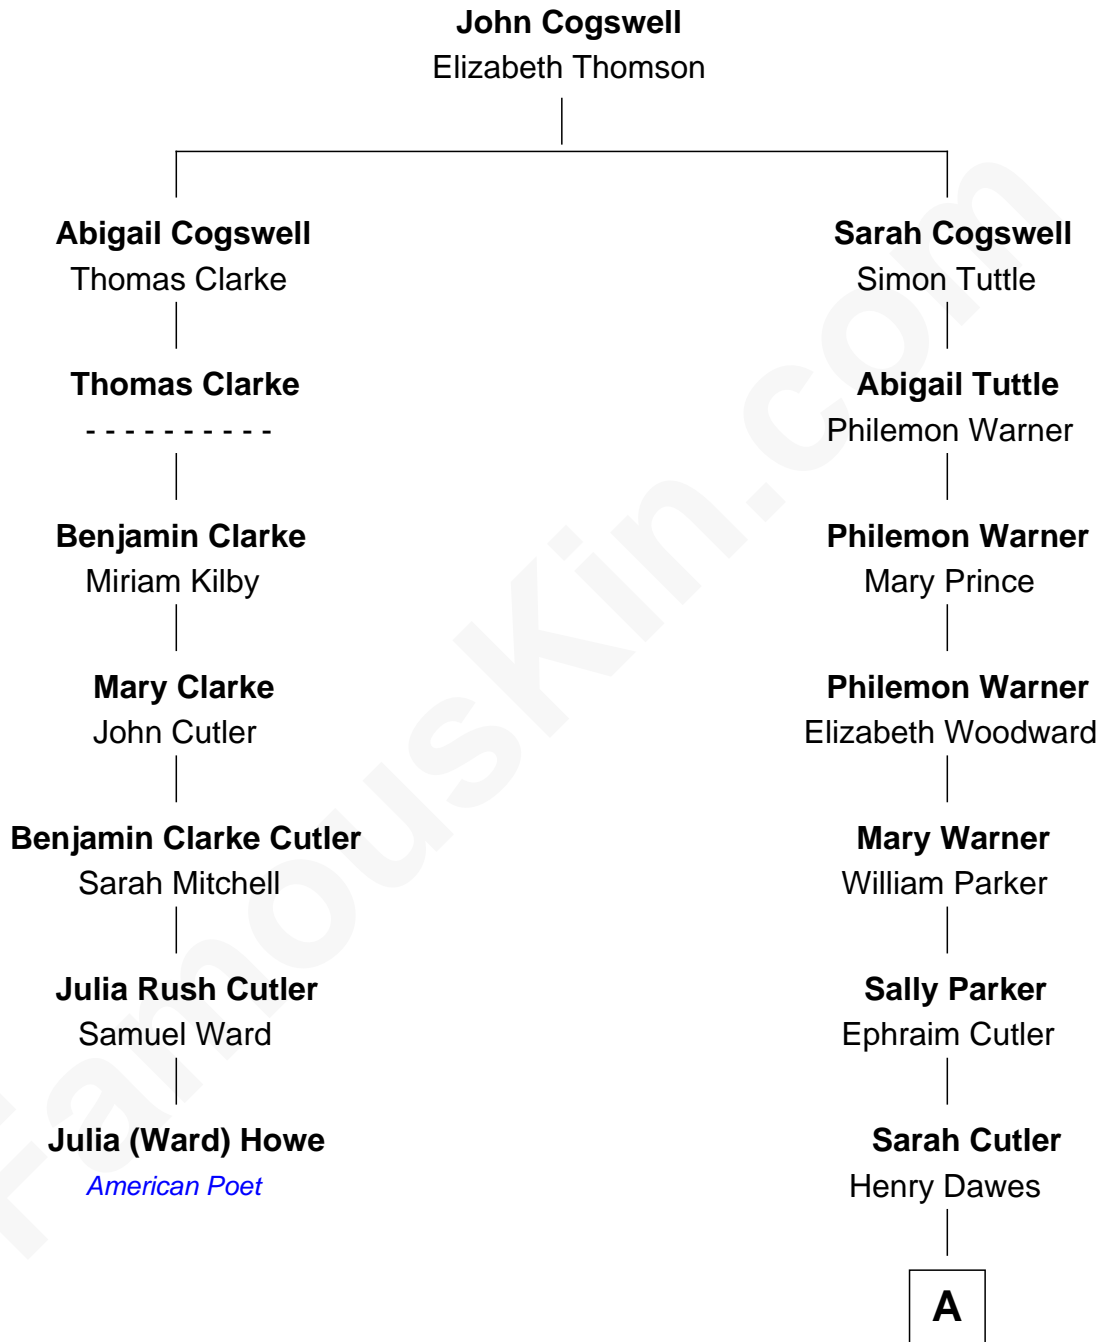 John Cogswell
Elizabeth Thomson
Abigail Cogswell
Thomas Clarke
Thomas Clarke
- - - - - - - - - -
Benjamin Clarke
Miriam Kilby
Mary Clarke
John Cutler
Benjamin Clarke Cutler
Sarah Mitchell
Julia Rush Cutler
Samuel Ward
Julia (Ward) Howe
American Poet
Sarah Cogswell
Simon Tuttle
Abigail Tuttle
Philemon Warner
Philemon Warner
Mary Prince
Philemon Warner
Elizabeth Woodward
Mary Warner
William Parker
Sally Parker
Ephraim Cutler
Sarah Cutler
Henry Dawes
A
FamousKin.com